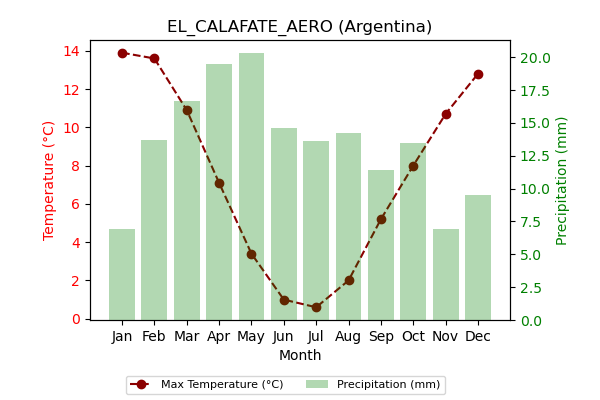 EL_CALAFATE_AERO (Argentina)
Temperature (°C)
14
12
10
8
6
4
2
0
20.0
17.5
15.0
12.5
10.0
7.5
5.0
2.5
0.0
Precipitation (mm)
Jan Feb Mar Apr May Jun Jul Aug Sep Oct Nov Dec
Month
Max Temperature (°C) Precipitation (mm)